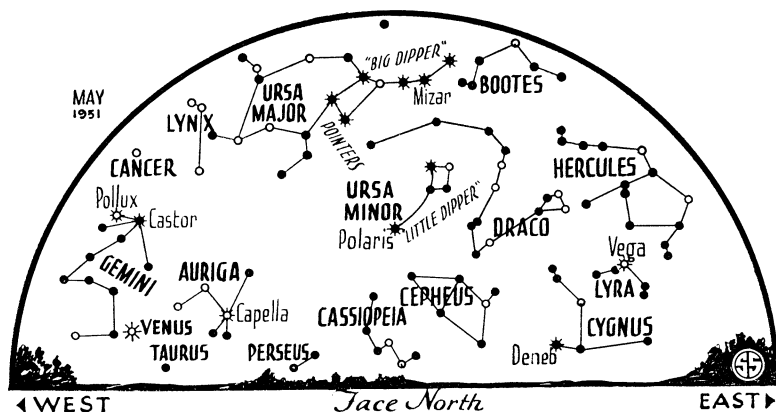 "BIG DIPPER"
BOOTES
Mizar
URSA
MAJOR
MAY
1951
LYNX
POINTERS
CANCER
HERCULES
Pollux
Castor
URSA
MINOR
"LITTLE DIPPER"
Polaris
DRACO
GEMINI
AURIGA
Vega
LYRA
CEPHEUS
Capella
CASSIOPEIA
VENUS
CYGNUS
TAURUS
PERSEUS
Deneb
WEST
Face North
EAST